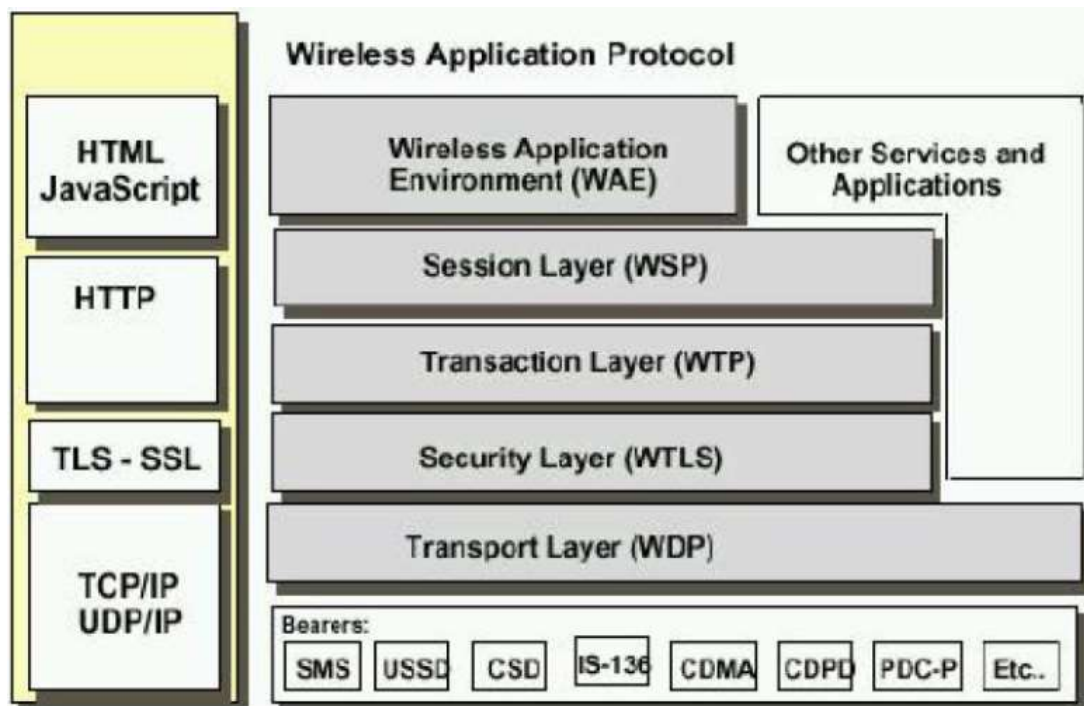 Wireless Application Protocol
HTML
JavaScript
HTTP
TLS - SSL
TCP/IP
UDP/IP
Wireless Application
Environment (WAE)
Other Services and
Applications
Session Layer (WSP)
Transaction Layer (WTP)
Security Layer (WTLS)
Transport Layer (WDP)
Bearers:
SMS
USSD
CSD
IS-136
CDMA
CDPD
PDC-P
Etc..